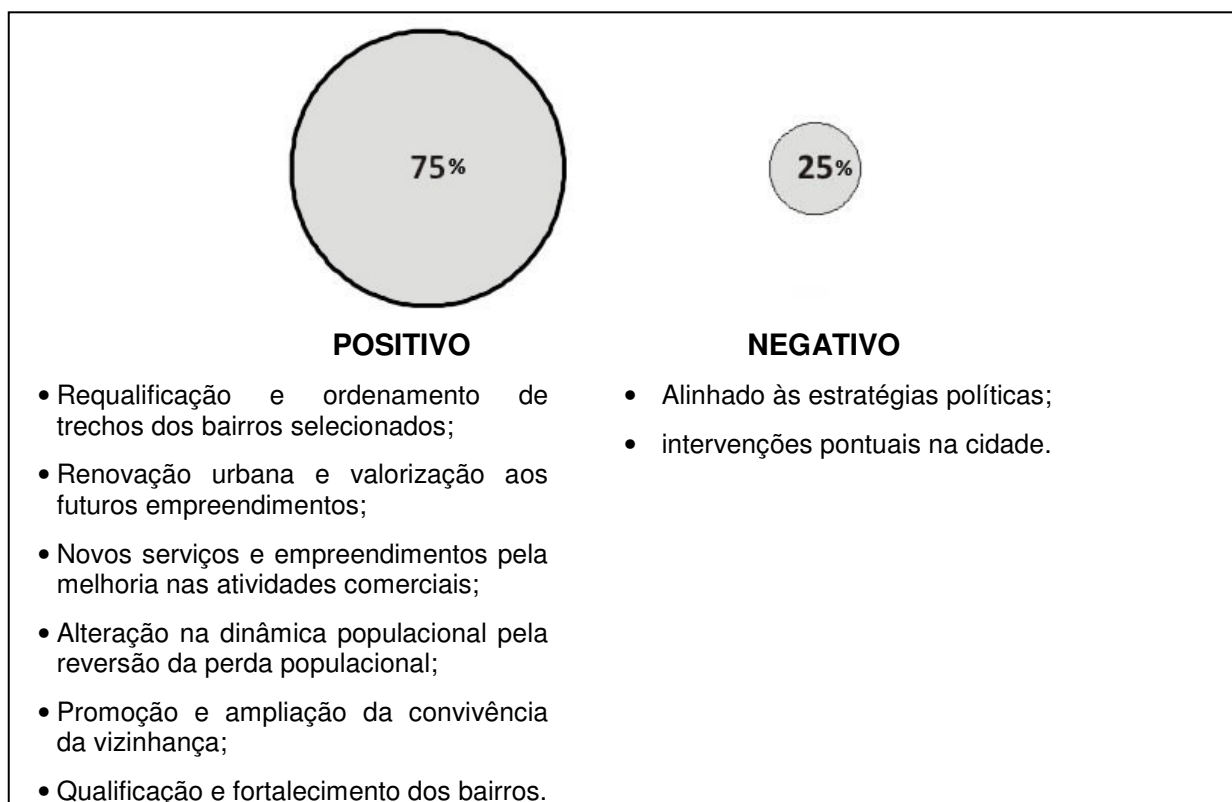 75%
25%
POSITIVO
NEGATIVO
• Requalificação e ordenamento de
trechos dos bairros selecionados;
• Renovação urbana e valorização aos
futuros empreendimentos;
• Novos serviços e empreendimentos pela
melhoria nas atividades comerciais;
• Alteração na dinâmica populacional pela
reversão da perda populacional;
• Promoção e ampliação da convivência
da vizinhança;
• Qualificação e fortalecimento dos bairros.
• Alinhado às estratégias políticas;
• intervenções pontuais na cidade.